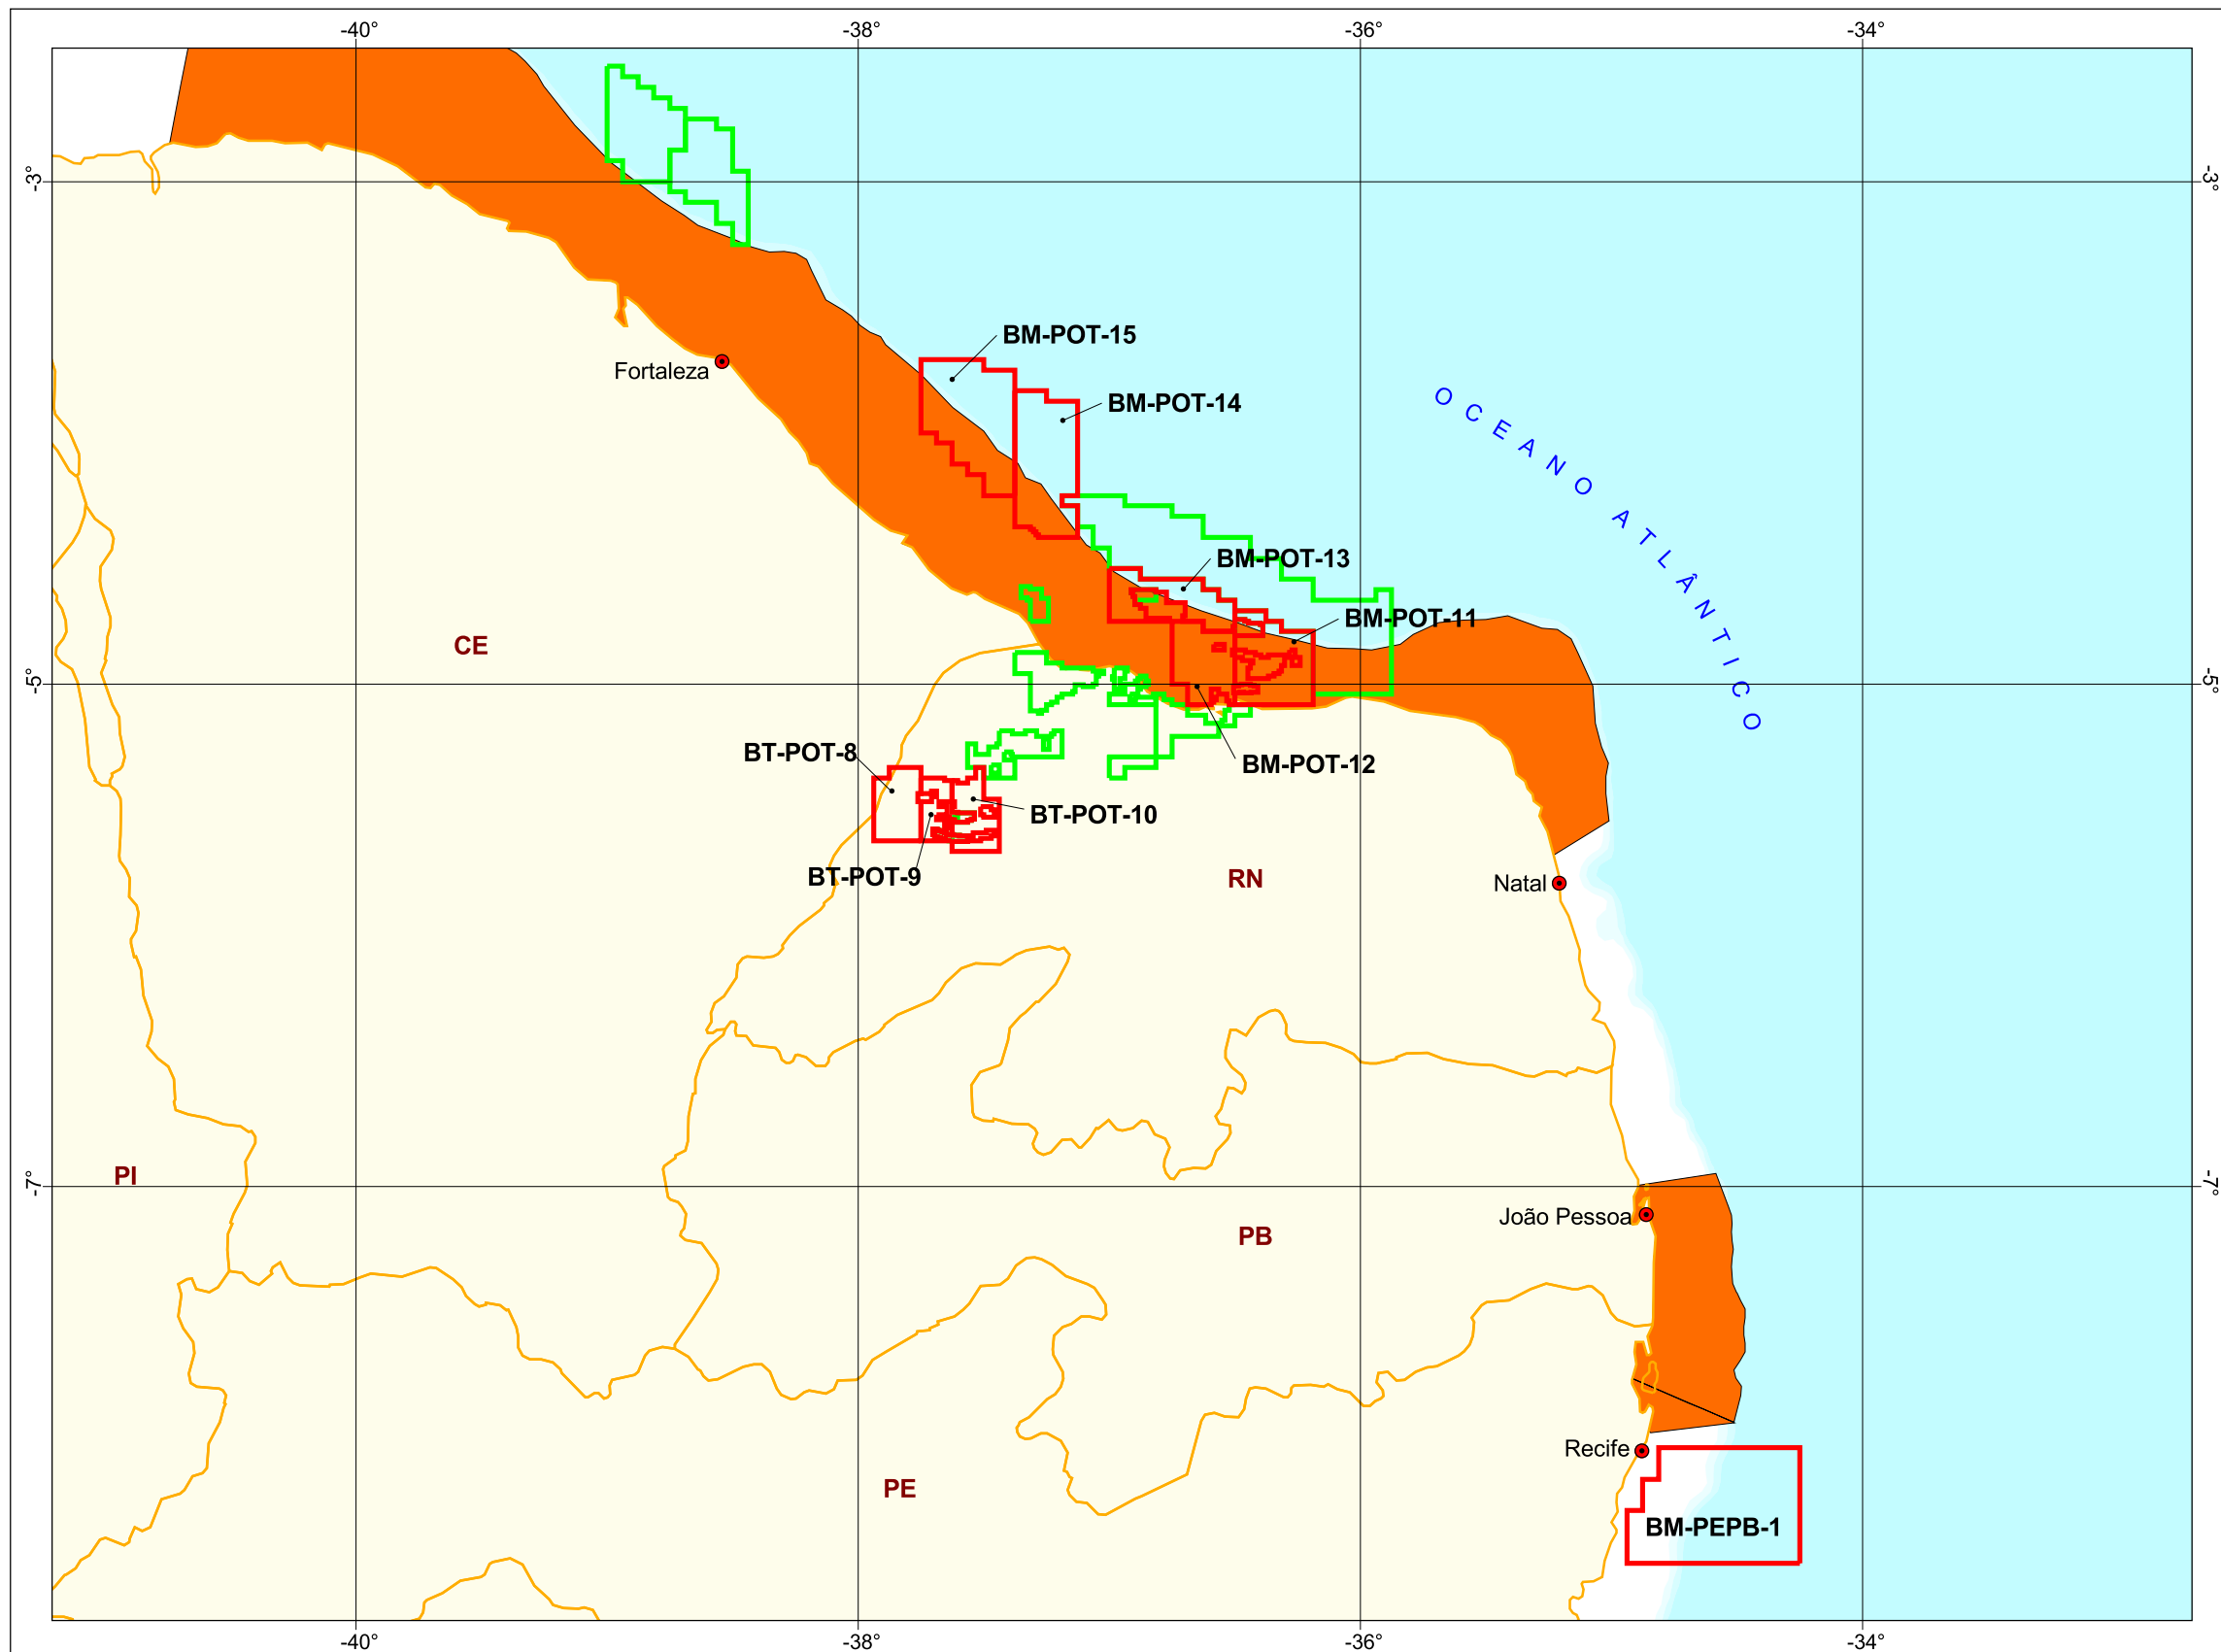 -40°
-38°
-36°
-34°
-3°
-3°
BM-POT-15
Fortaleza
BM-POT-14
OCEANO ATLÂNTICO
BM-POT-13
BM-POT-11
CE
-5°
-5°
BT-POT-8
BM-POT-12
BT-POT-10
BT-POT-9
RN
Natal
PI
-7°
-7°
João Pessoa
PB
Recife
PE
BM-PEPB-1
-40°
-38°
-36°
-34°